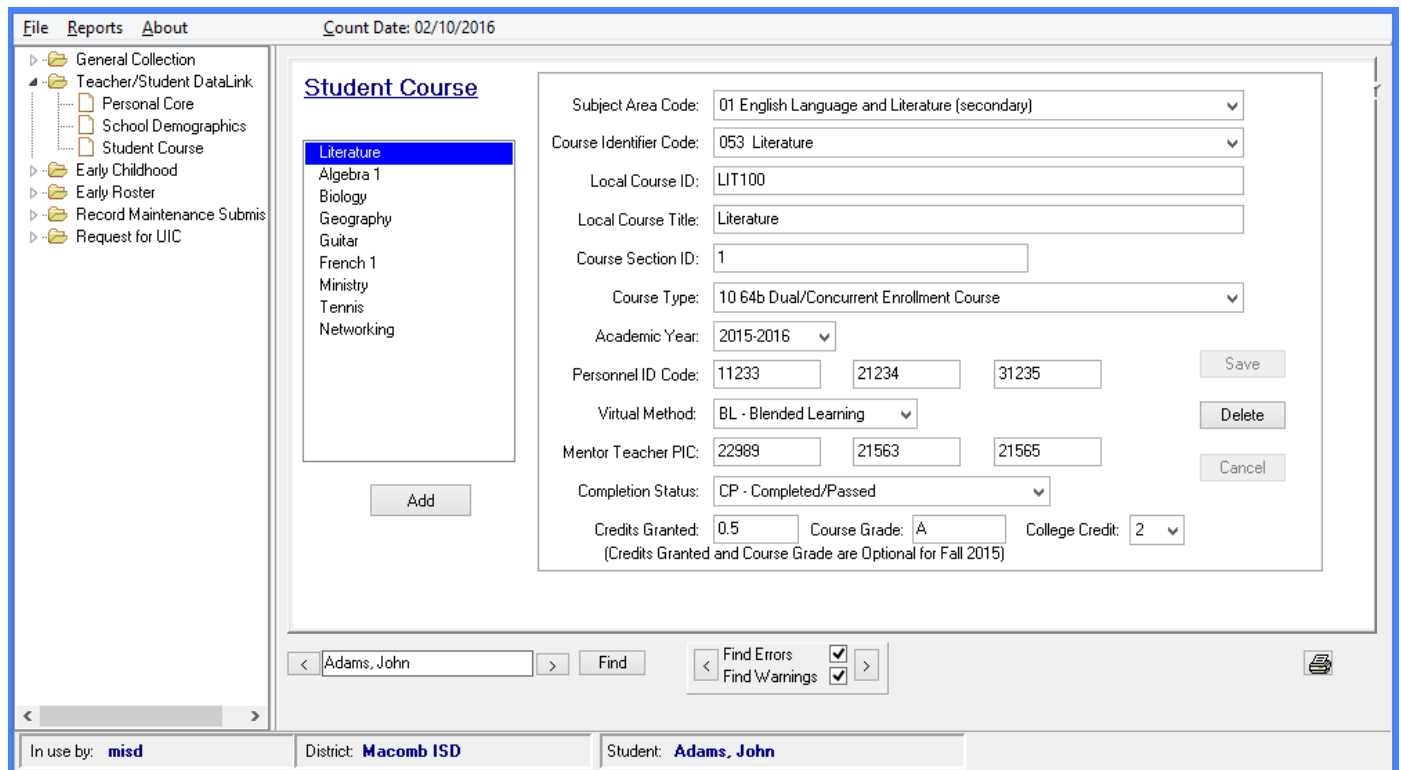 File Reports About Count Date: 02/10/2016
General Collection
Teacher/Student DataLink
Personal Core
School Demographics
Student Course
Early Childhood
Early Roster
Record Maintenance Submis
Request for UIC
Student Course
Literature
Algebra 1
Biology
Geography
Guitar
French 1
Ministry
Tennis
Networking
Add
Subject Area Code: 01 English Language and Literature (secondary)
Course Identifier Code: 053 Literature
Local Course ID: LIT100
Local Course Title: Literature
Course Section ID: 1
Course Type: 10 64b Dual/Concurrent Enrollment Course
Academic Year: 2015-2016
Personnel ID Code: 11233 21234 31235
Virtual Method: BL - Blended Learning
Mentor Teacher PIC: 22989 21563 21565
Completion Status: CP - Completed/Passed
Credits Granted: 0.5 Course Grade: A College Credit: 2
(Credits Granted and Course Grade are Optional for Fall 2015)
Save
Delete
Cancel
< Adams, John > Find
< Find Errors >
Find Warnings
In use by: misd District: Macomb ISD Student: Adams, John